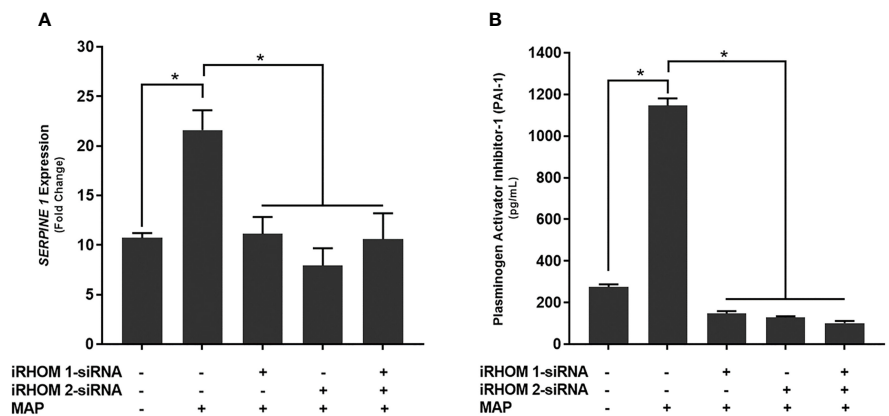 A
SERPINE 1 Expression
(Fold Change)
30
25
20
15
10
5
0
*
*
iRHOM 1-siRNA - - + - +
iRHOM 2-siRNA - - - + +
MAP - + + + +
B
Plasminogen Activator Inhibitor-1 (PAI-1)
(pg/mL)
1400
1200
1000
800
600
400
200
0
*
*
iRHOM 1-siRNA - - + - +
iRHOM 2-siRNA - - - + +
MAP - + + + +